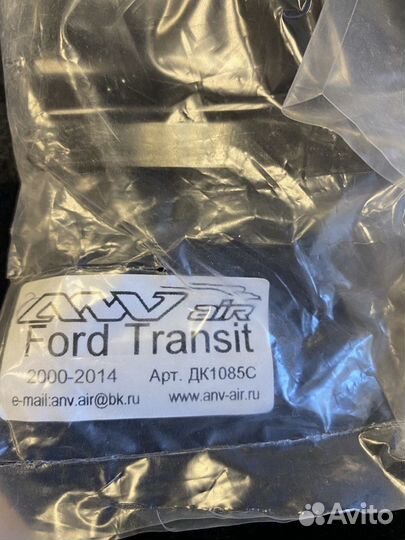 ANV air
Ford Transit
2000-2014 Арт. ДК1085С
e-mail:anv.air@bk.ru www.anv-air.ru
Avito